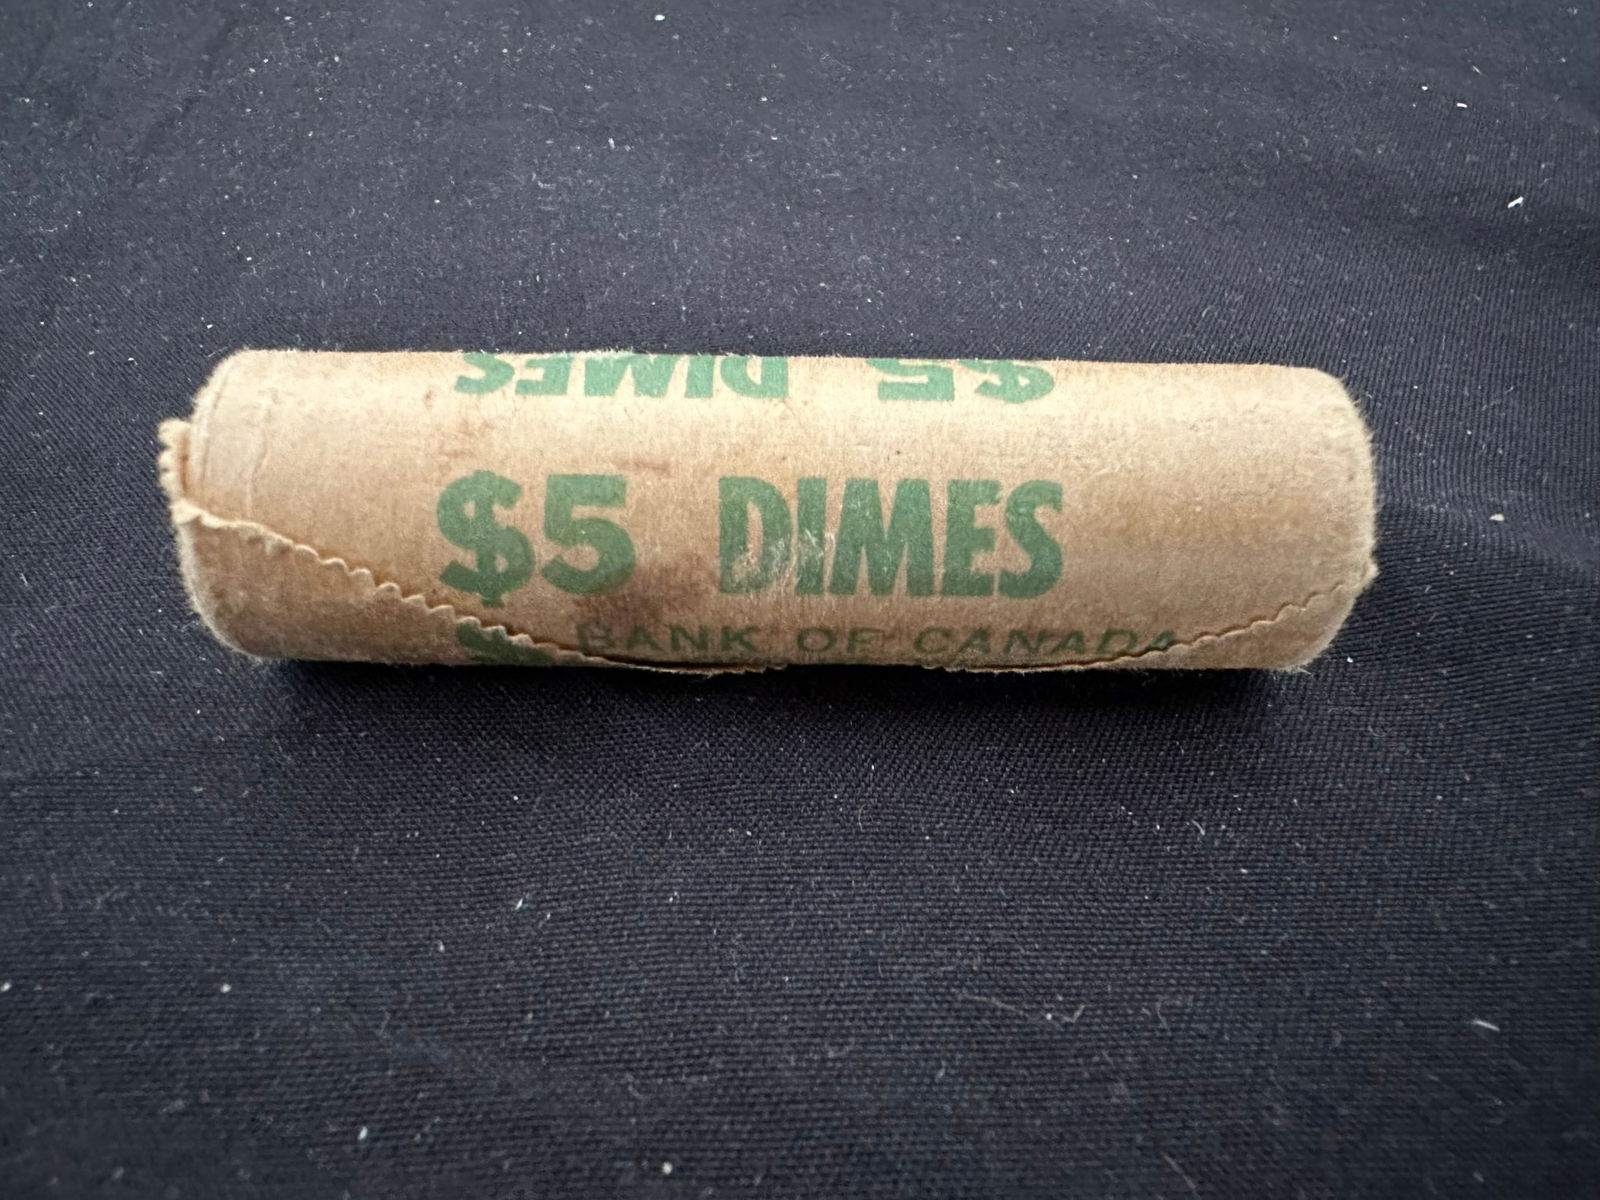 $5 DIMES
$5 DIMES
BANK OF CANADA